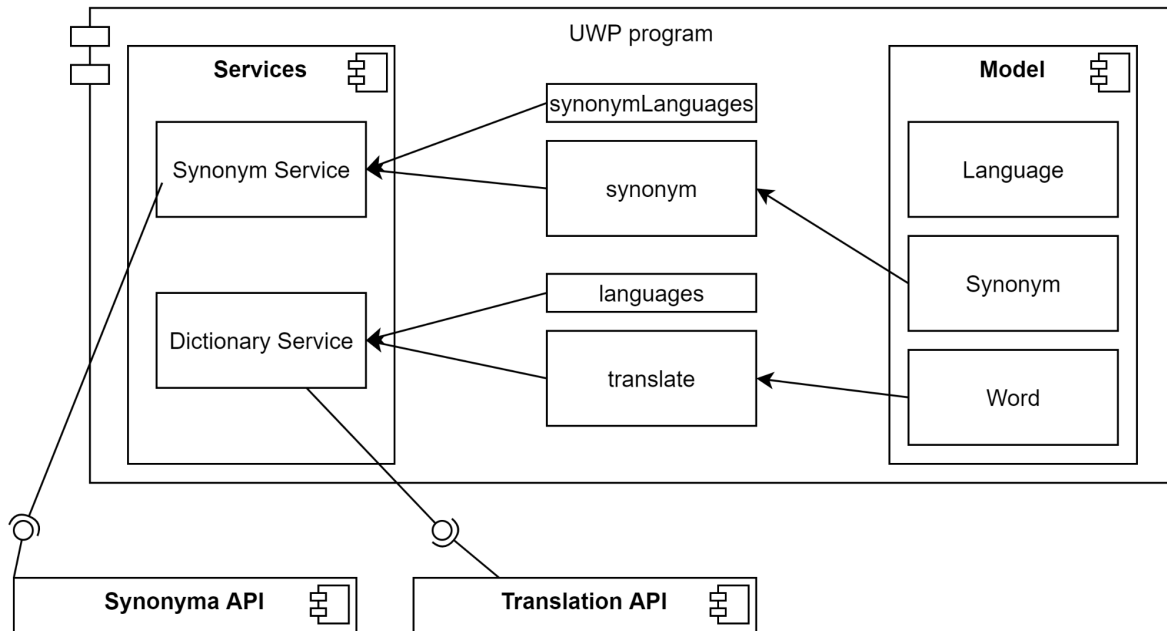 UWP program
Services
Model
synonymLanguages
Synonym Service
synonym
Language
Synonym
languages
Dictionary Service
translate
Word
Synonyma API
Translation API